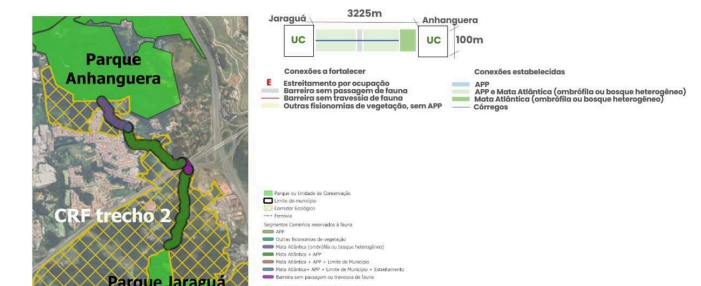 Parque
Anhanguera
CRF trecho 2
Parque Jaraguá
Jaraguá
3225m
Anhanguera
UC
UC
100m
Conexões a fortalecer
E Estreitamento por ocupação
Barreira sem passagem de fauna
Barreira sem travessia de fauna
Outras fisionomias de vegetação, sem APP
Conexões estabelecidas
APP
APP e Mata Atlântica (ombrófila ou bosque heterogêneo)
Mata Atlântica (ombrófila ou bosque heterogêneo)
Córregos
Parque ou Unidade de Conservação
Limite de município
Corredor Ecológico
Ferrovia
Segmentos Caminhos reservados à fauna
APP
Outras fisionomias de vegetação
Mata Atlântica (ombrófila ou bosque heterogêneo)
Mata Atlântica + APP
Mata Atlântica + APP + Limite de Município
Mata Atlântica+ APP + Limite de Município + Estreitamento
Barreira sem passagem ou travessia de fauna